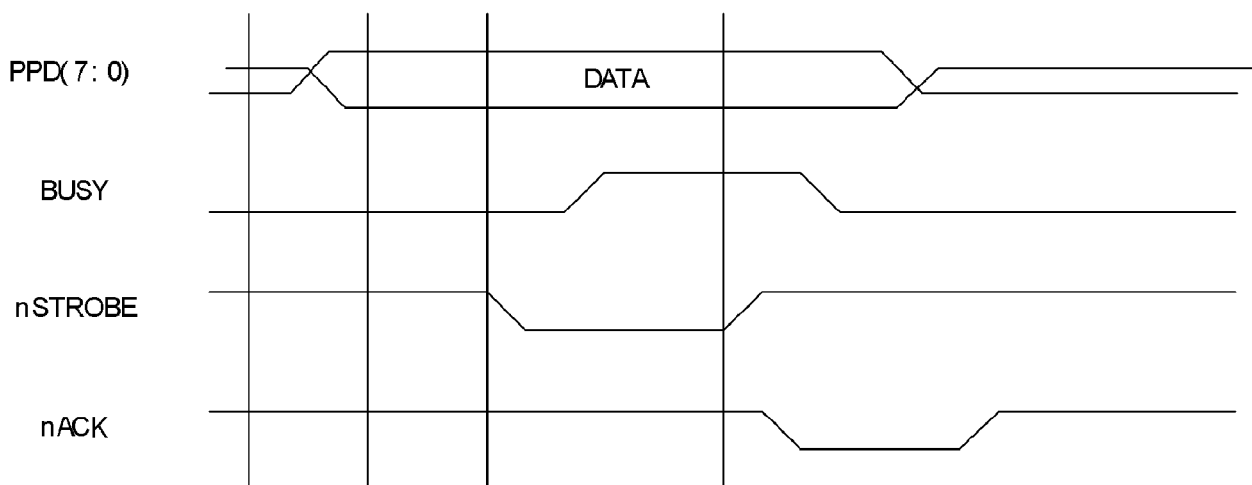 PPD(7:0)
DATA
BUSY
nSTROBE
nACK